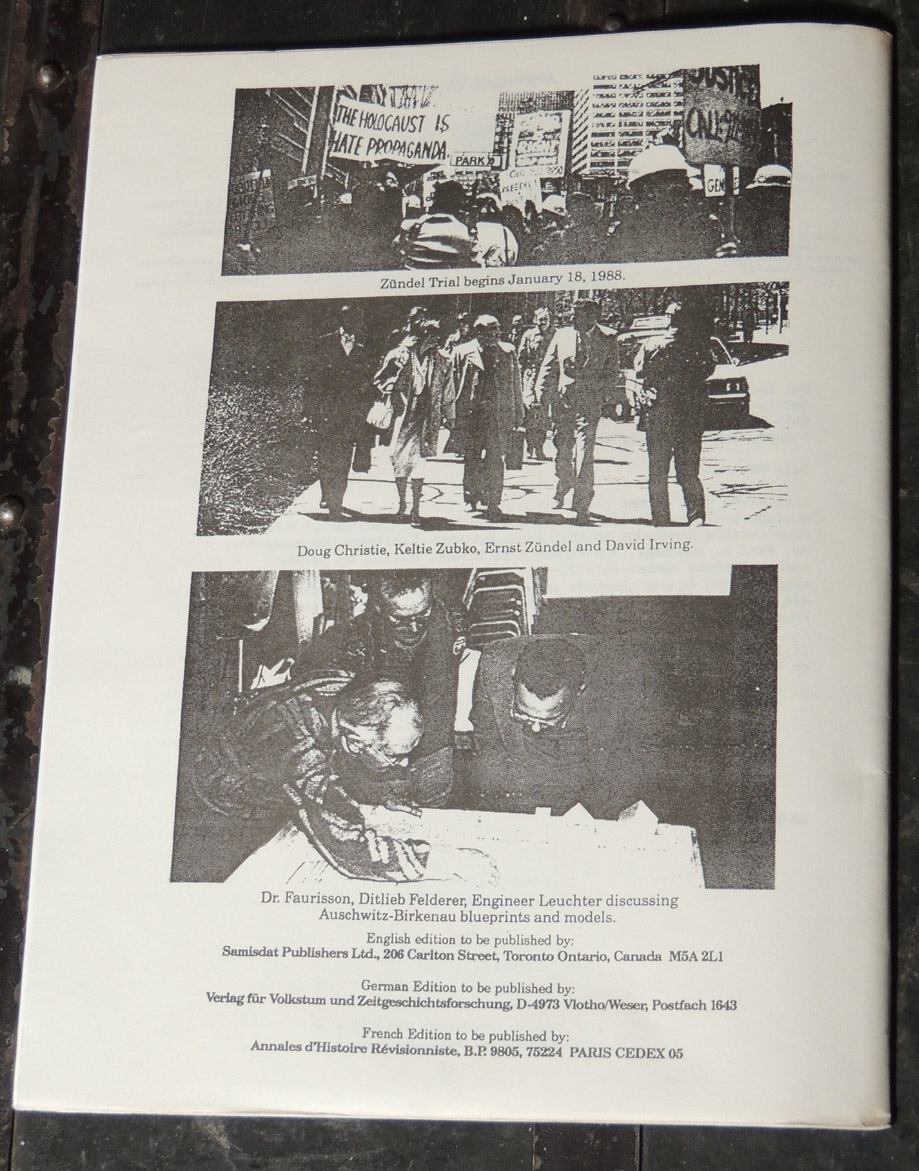 THE HOLOCAUST IS
HATE PROPAGANDA
PARK
Zündel Trial begins January 18, 1988.
Doug Christie, Keltie Zubko, Ernst Zündel and David Irving.
Dr. Faurisson, Ditlieb Felderer, Engineer Leuchter discussing
Auschwitz-Birkenau blueprints and models.
English edition to be published by:
Samisdat Publishers Ltd., 206 Carlton Street, Toronto Ontario, Canada M5A 2L1
German Edition to be published by:
Verlag für Volkstum und Zeitgeschichtsforschung, D-4973 Vlotho/Weser, Postfach 1643
French Edition to be published by:
Annales d'Histoire Révisionniste, B.P. 9805, 75224 PARIS CEDEX 05